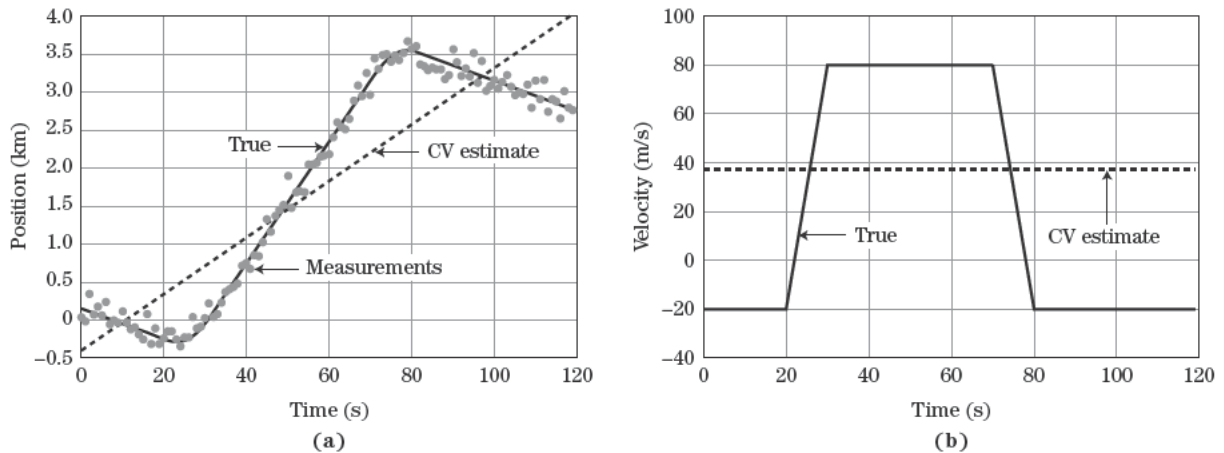 4.0
3.5
3.0
2.5
2.0
1.5
1.0
0.5
0
–0.5
Position (km)
True
CV estimate
Measurements
0 20 40 60 80 100 120
Time (s)
(a)
100
80
60
40
20
0
–20
–40
Velocity (m/s)
True
CV estimate
0 20 40 60 80 100 120
Time (s)
(b)